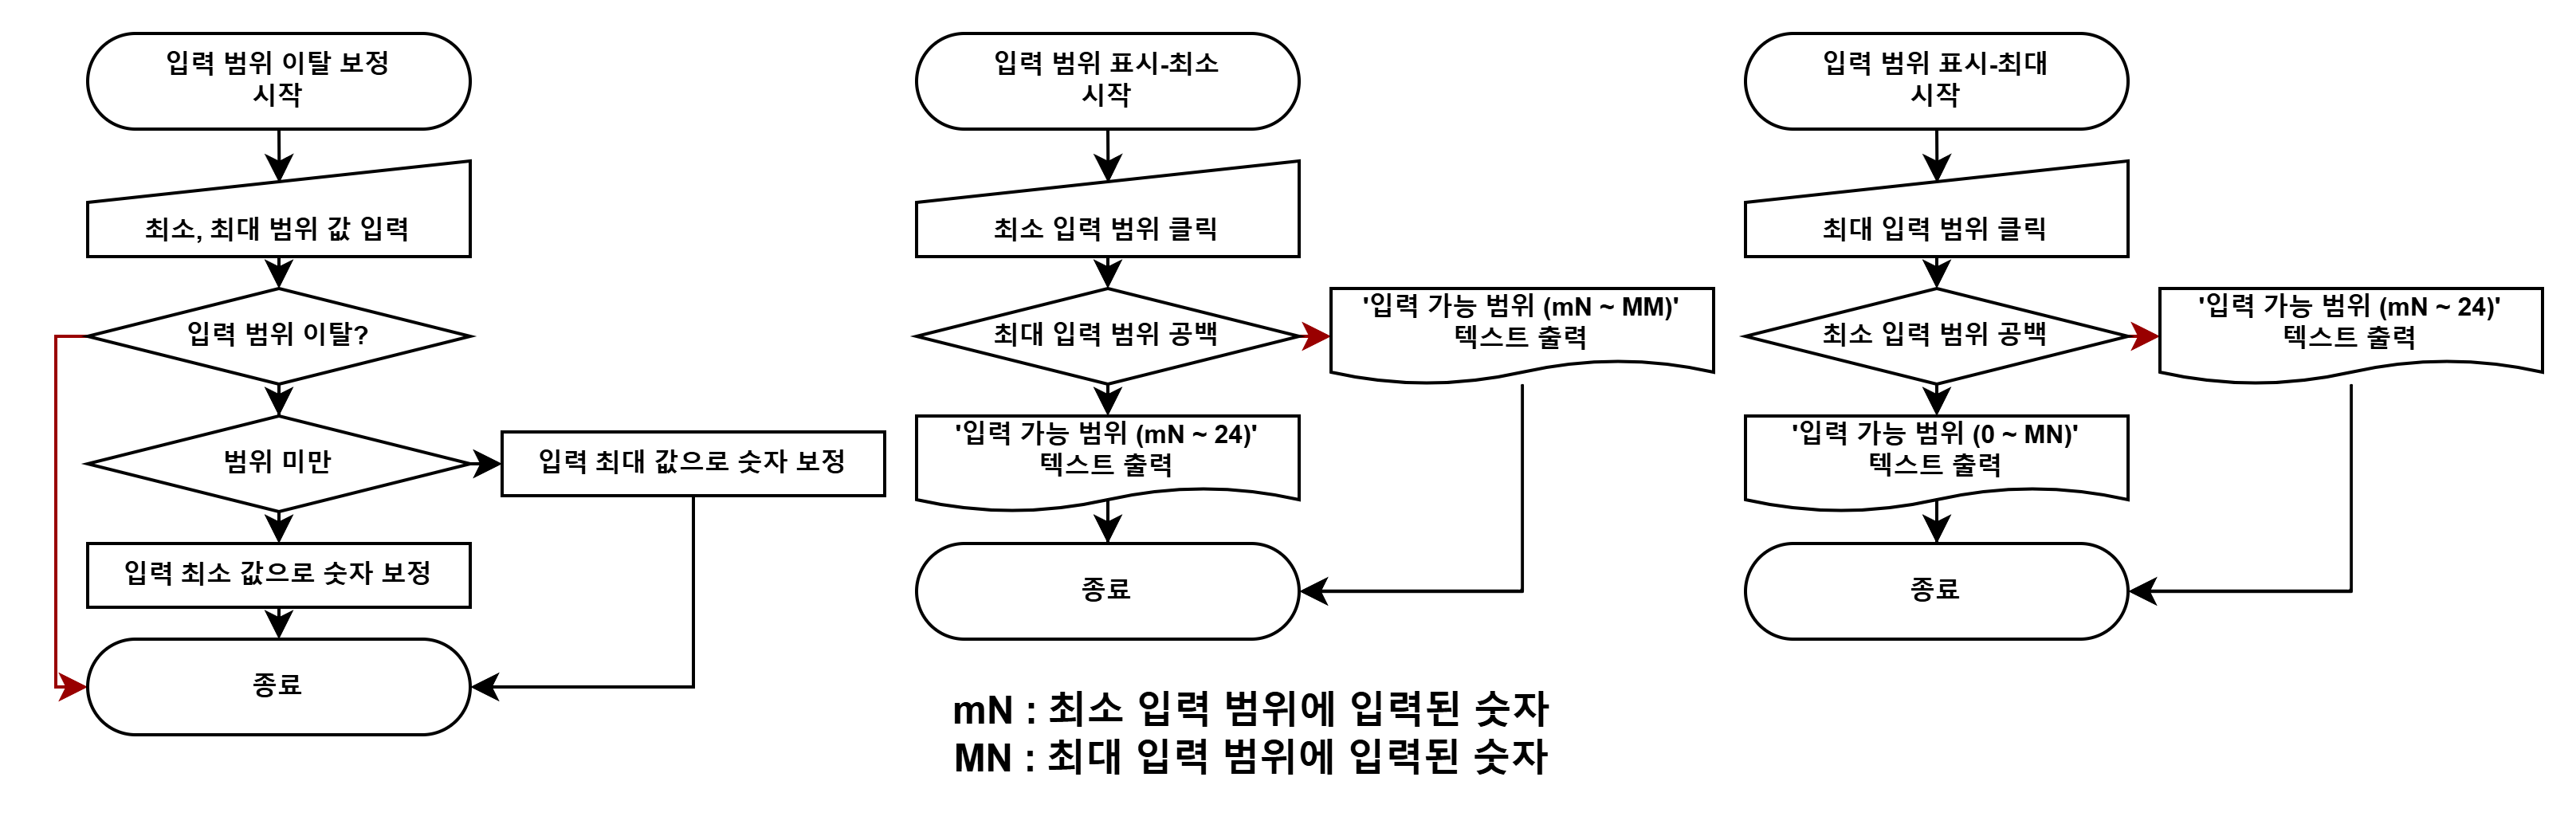 입력 범위 이탈 보정
시작
최소, 최대 범위 값 입력
입력 범위 이탈?
범위 미만
입력 최대 값으로 숫자 보정
입력 최소 값으로 숫자 보정
종료
입력 범위 표시-최소
시작
최소 입력 범위 클릭
최대 입력 범위 공백
'입력 가능 범위 (mN ~ MM)'
텍스트 출력
'입력 가능 범위 (mN ~ 24)'
텍스트 출력
종료
입력 범위 표시-최대
시작
최대 입력 범위 클릭
최소 입력 범위 공백
'입력 가능 범위 (mN ~ 24)'
텍스트 출력
'입력 가능 범위 (0 ~ MN)'
텍스트 출력
종료
mN : 최소 입력 범위에 입력된 숫자
MN : 최대 입력 범위에 입력된 숫자